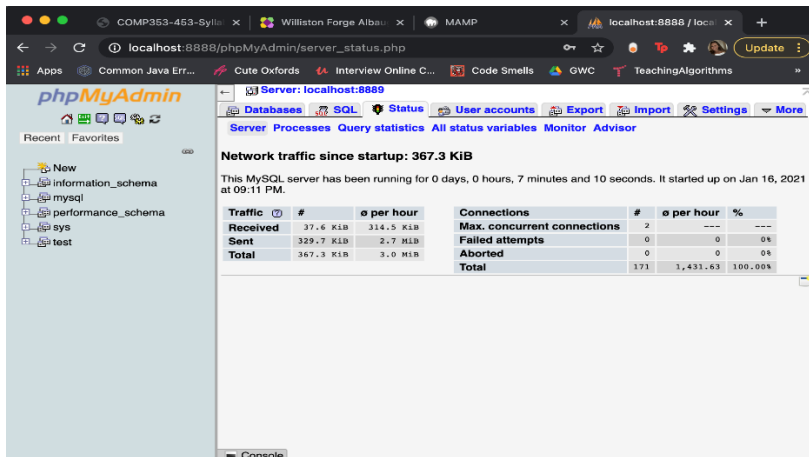 COMP353-453-Sylla
Williston Forge Albau
MAMP
localhost:8888 / local
localhost:8888/phpMyAdmin/server_status.php
Tp
Update
Apps
Common Java Err...
Cute Oxfords
Interview Online C...
Code Smells
GWC
TeachingAlgorithms
»
phpMyAdmin
Recent Favorites
New
information_schema
mysql
performance_schema
sys
test
Server: localhost:8889
Databases SQL Status User accounts Export Import Settings More
Server Processes Query statistics All status variables Monitor Advisor
Network traffic since startup: 367.3 KiB
This MySQL server has been running for 0 days, 0 hours, 7 minutes and 10 seconds. It started up on Jan 16, 2021
at 09:11 PM.
Traffic # ø per hour
Received 37.6 KiB 314.5 KiB
Sent 329.7 KiB 2.7 MiB
Total 367.3 KiB 3.0 MiB
Connections # ø per hour %
Max. concurrent connections 2 --- ---
Failed attempts 0 0 0%
Aborted 0 0 0%
Total 171 1,431.63 100.00%
Console